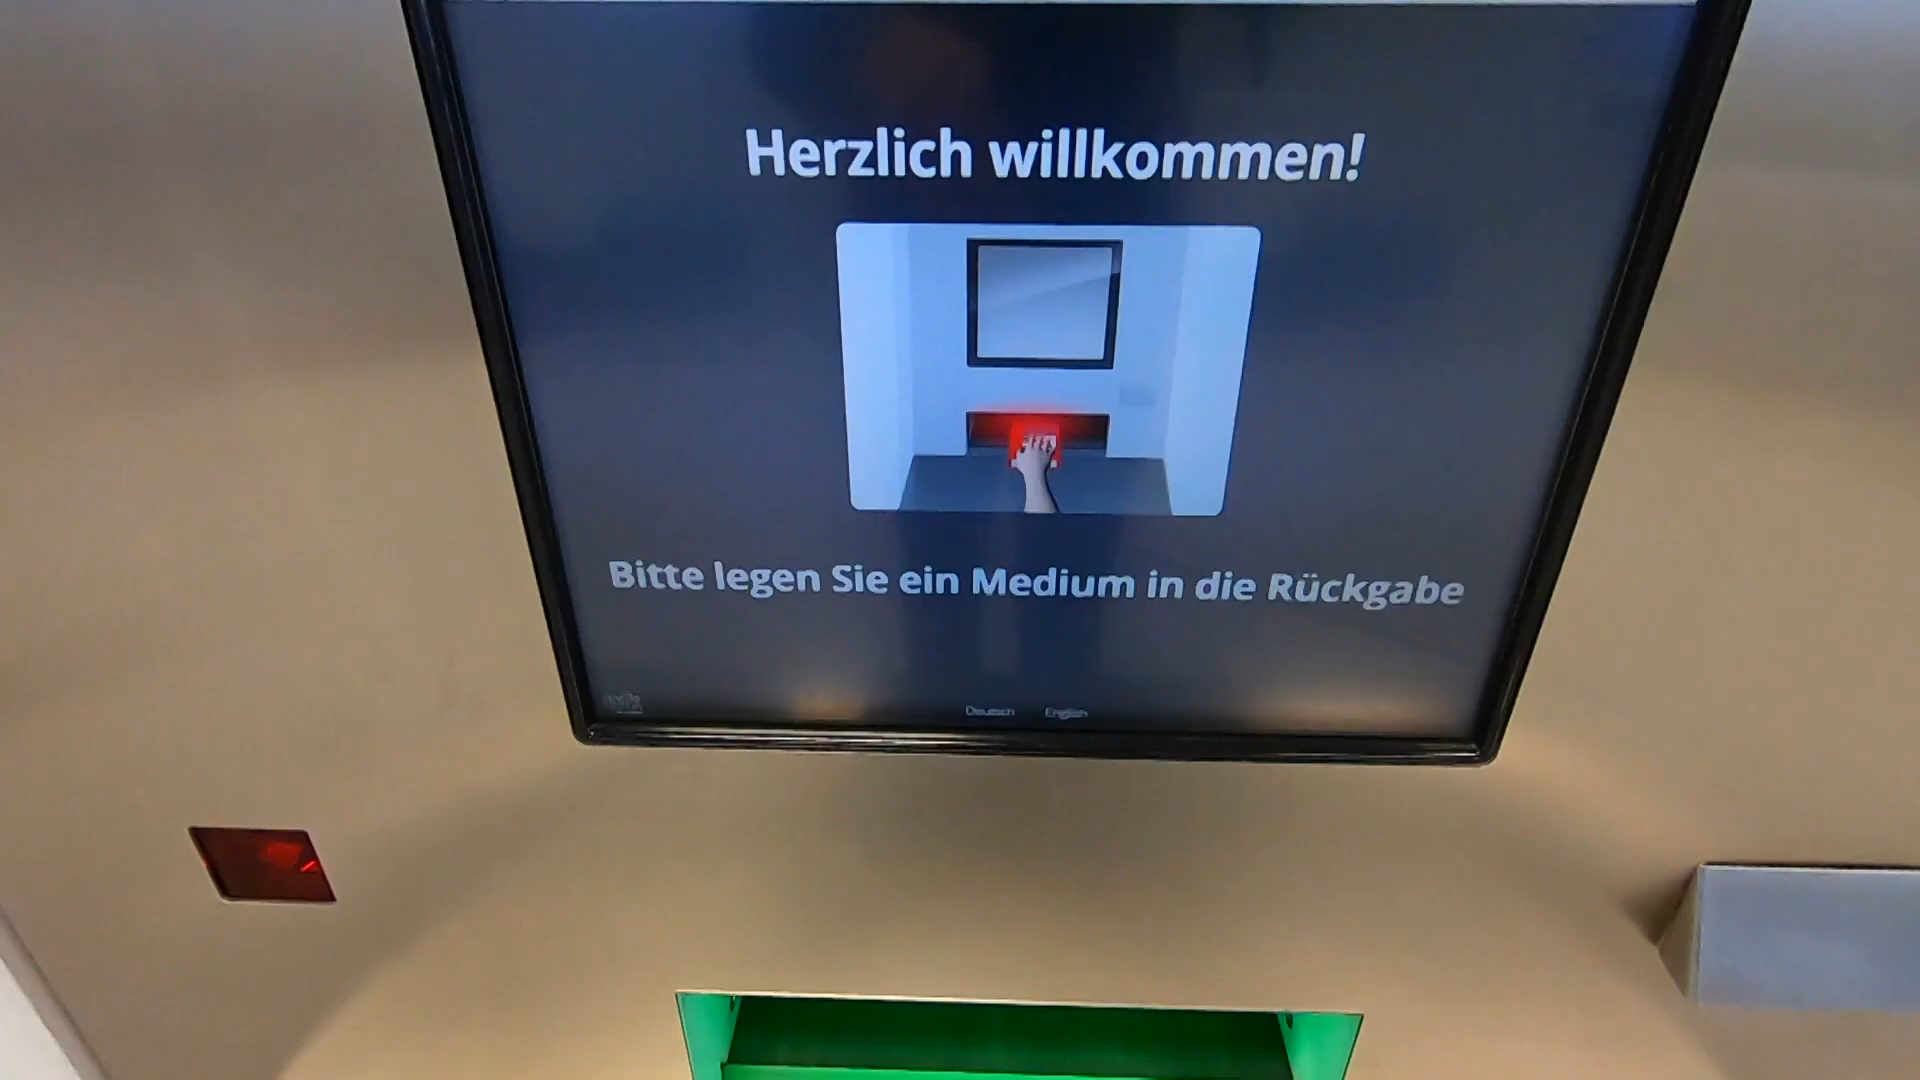 Herzlich willkommen!
Bitte legen Sie ein Medium in die Rückgabe
Deutsch English